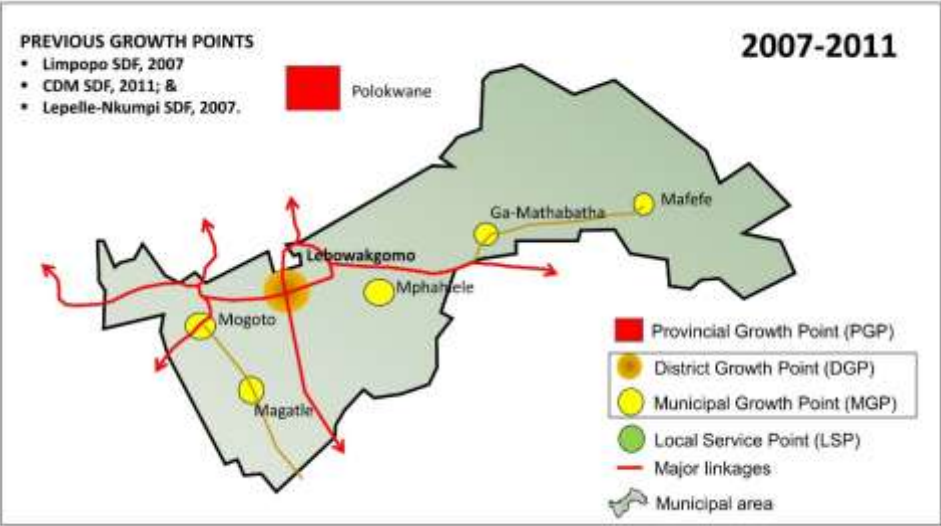 PREVIOUS GROWTH POINTS
• Limpopo SDF, 2007
• CDM SDF, 2011; &
• Lepelle-Nkumpi SDF, 2007.
2007-2011
Polokwane
Mafefe
Ga-Mathabatha
Lebowakgomo
Mphahlele
Mogoto
Magatle
Provincial Growth Point (PGP)
District Growth Point (DGP)
Municipal Growth Point (MGP)
Local Service Point (LSP)
Major linkages
Municipal area